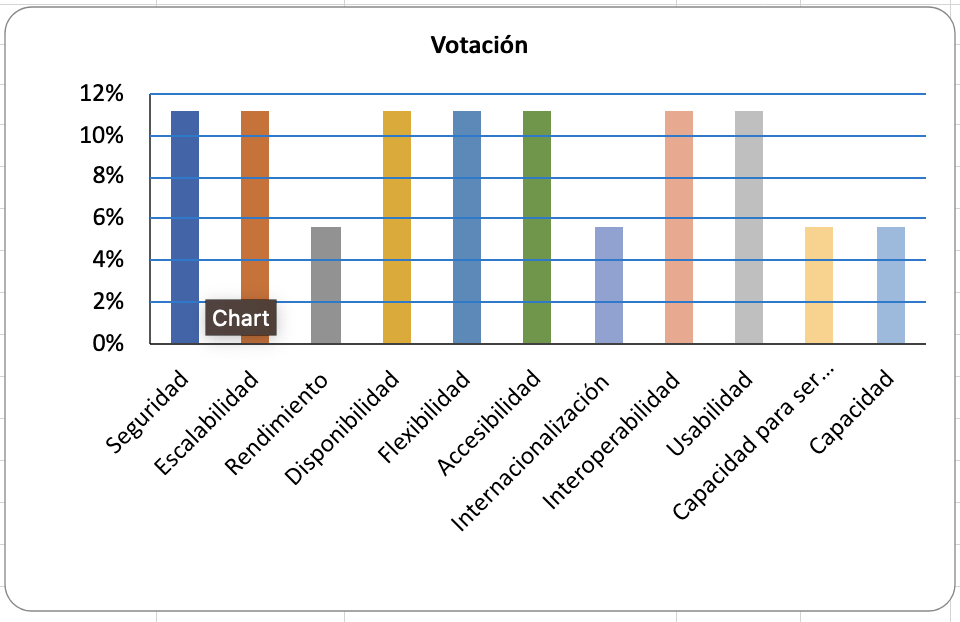 Votación
12%
10%
8%
6%
4%
2%
0%
Chart
Seguridad
Escalabilidad
Rendimiento
Disponibilidad
Flexibilidad
Accesibilidad
Internacionalización
Interoperabilidad
Usabilidad
Capacidad para ser...
Capacidad